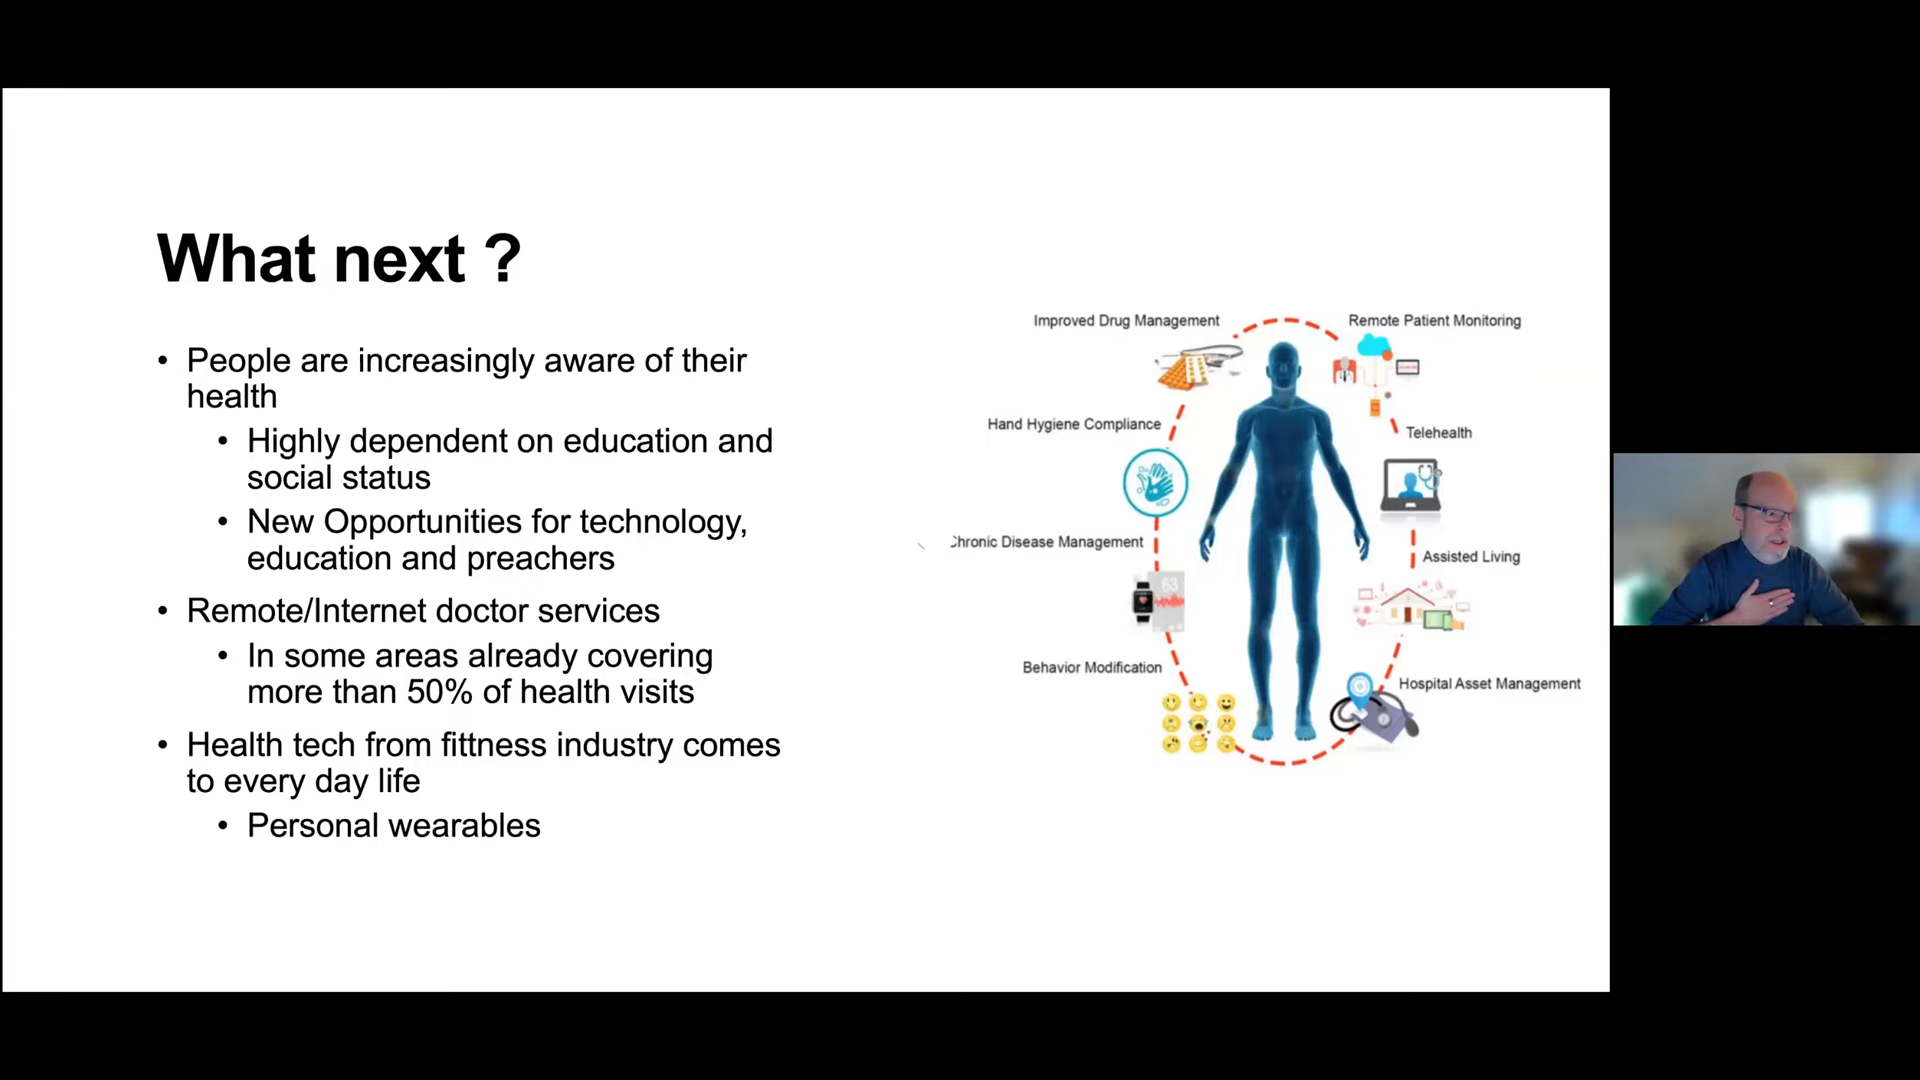 What next ?
• People are increasingly aware of their
health
• Highly dependent on education and
social status
• New Opportunities for technology,
education and preachers
• Remote/Internet doctor services
• In some areas already covering
more than 50% of health visits
• Health tech from fittness industry comes
to every day life
• Personal wearables
Improved Drug Management
Remote Patient Monitoring
Hand Hygiene Compliance
Telehealth
Chronic Disease Management
63
Assisted Living
Behavior Modification
Hospital Asset Management